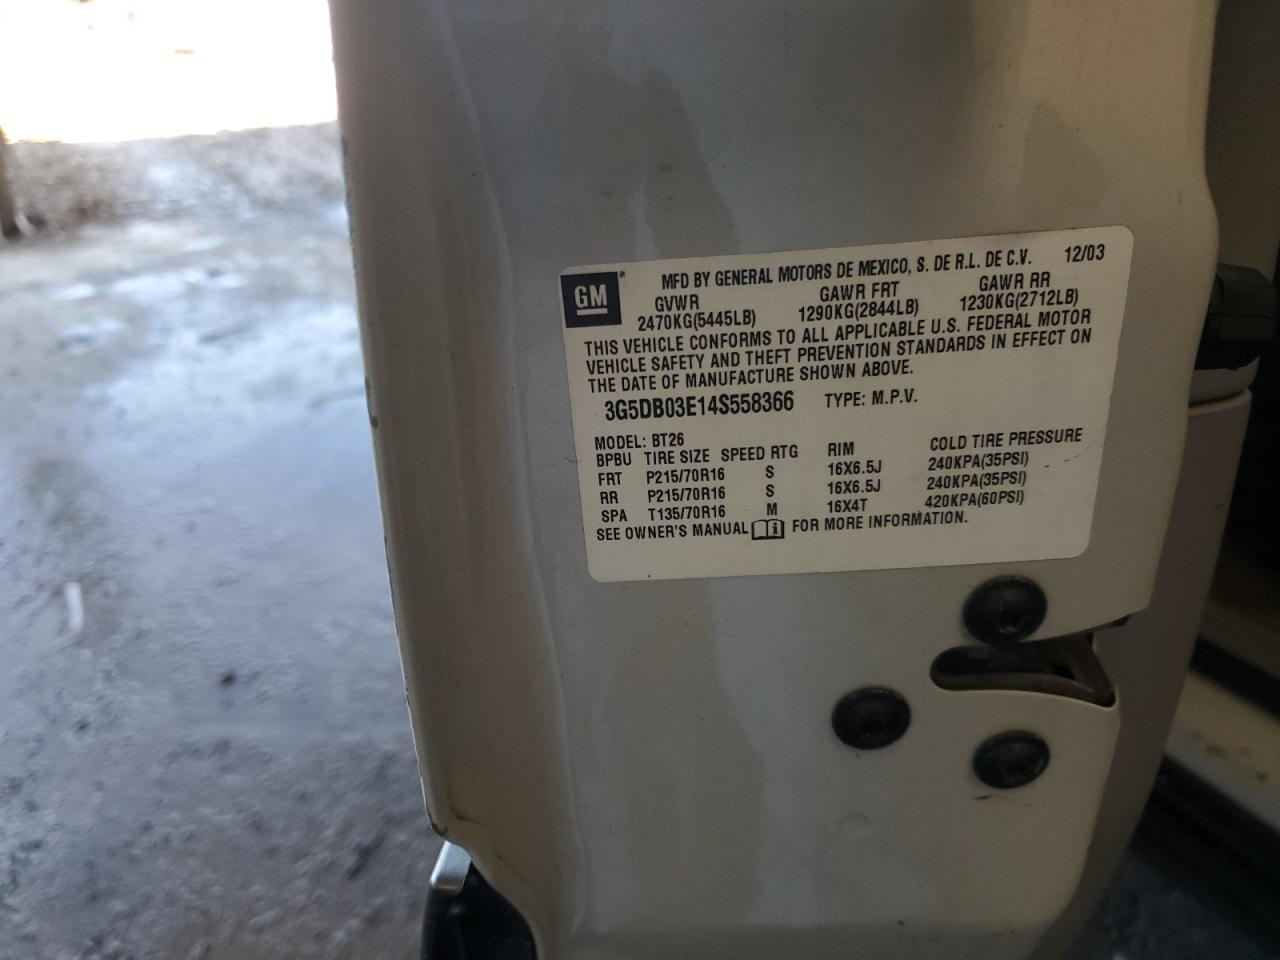 GM® MFD BY GENERAL MOTORS DE MEXICO, S. DE R.L. DE C.V. 12/03
GVWR GAWR FRT GAWR RR
2470KG(5445LB) 1290KG(2844LB) 1230KG(2712LB)
THIS VEHICLE CONFORMS TO ALL APPLICABLE U.S. FEDERAL MOTOR
VEHICLE SAFETY AND THEFT PREVENTION STANDARDS IN EFFECT ON
THE DATE OF MANUFACTURE SHOWN ABOVE.
3G5DB03E14S558366 TYPE: M.P.V.
MODEL: BT26
BPBU TIRE SIZE SPEED RTG RIM COLD TIRE PRESSURE
FRT P215/70R16 S 16X6.5J 240KPA(35PSI)
RR P215/70R16 S 16X6.5J 240KPA(35PSI)
SPA T135/70R16 M 16X4T 420KPA(60PSI)
SEE OWNER'S MANUAL i FOR MORE INFORMATION.